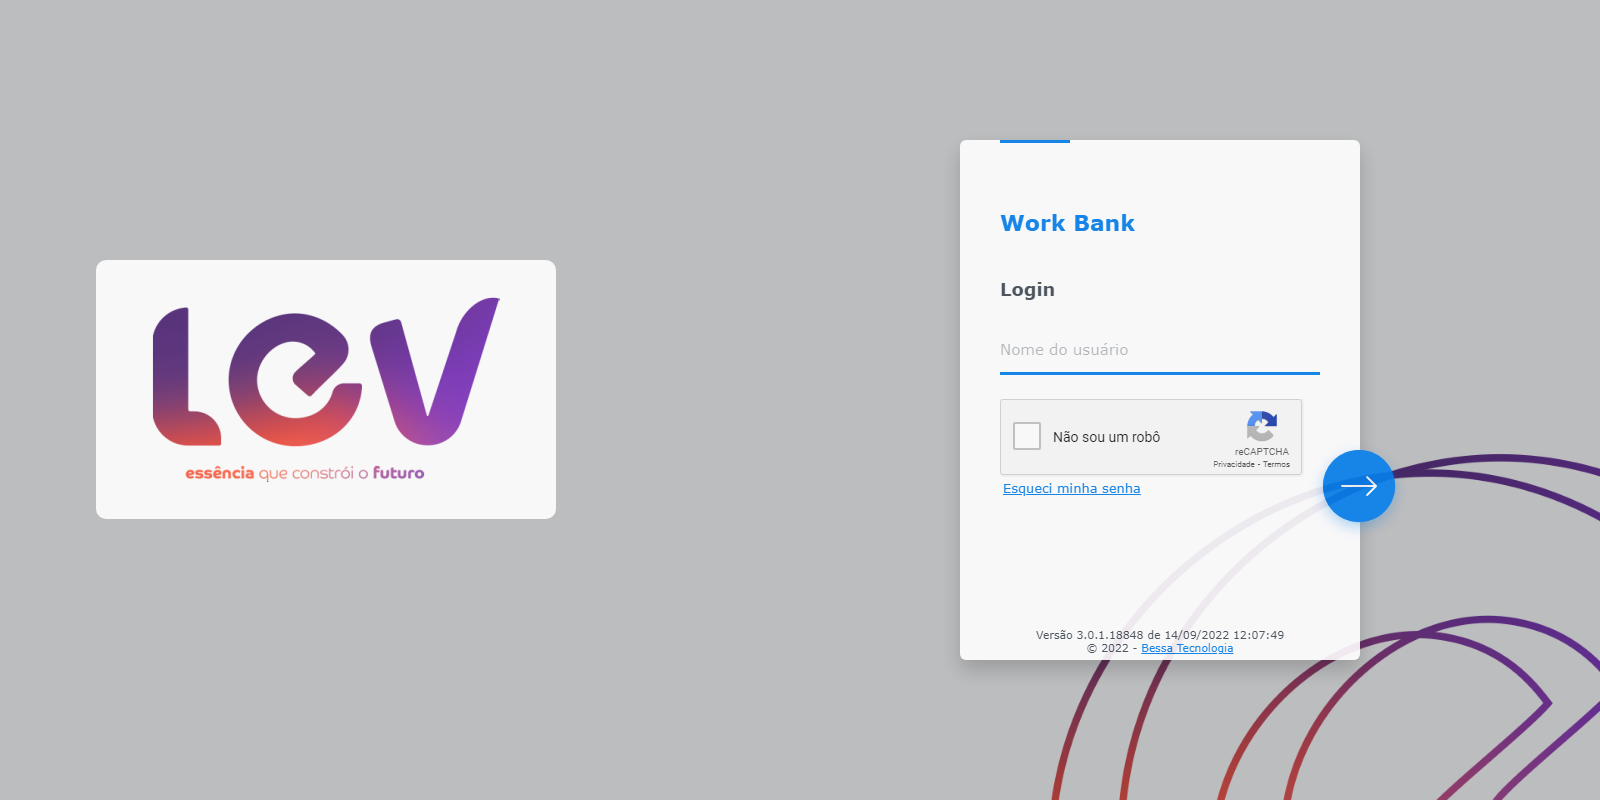 Lev
essência que constrói o futuro
Work Bank
Login
Nome do usuário
Não sou um robô
reCAPTCHA
Privacidade - Termos
Esqueci minha senha
Versão 3.0.1.18848 de 14/09/2022 12:07:49
© 2022 - Bessa Tecnologia